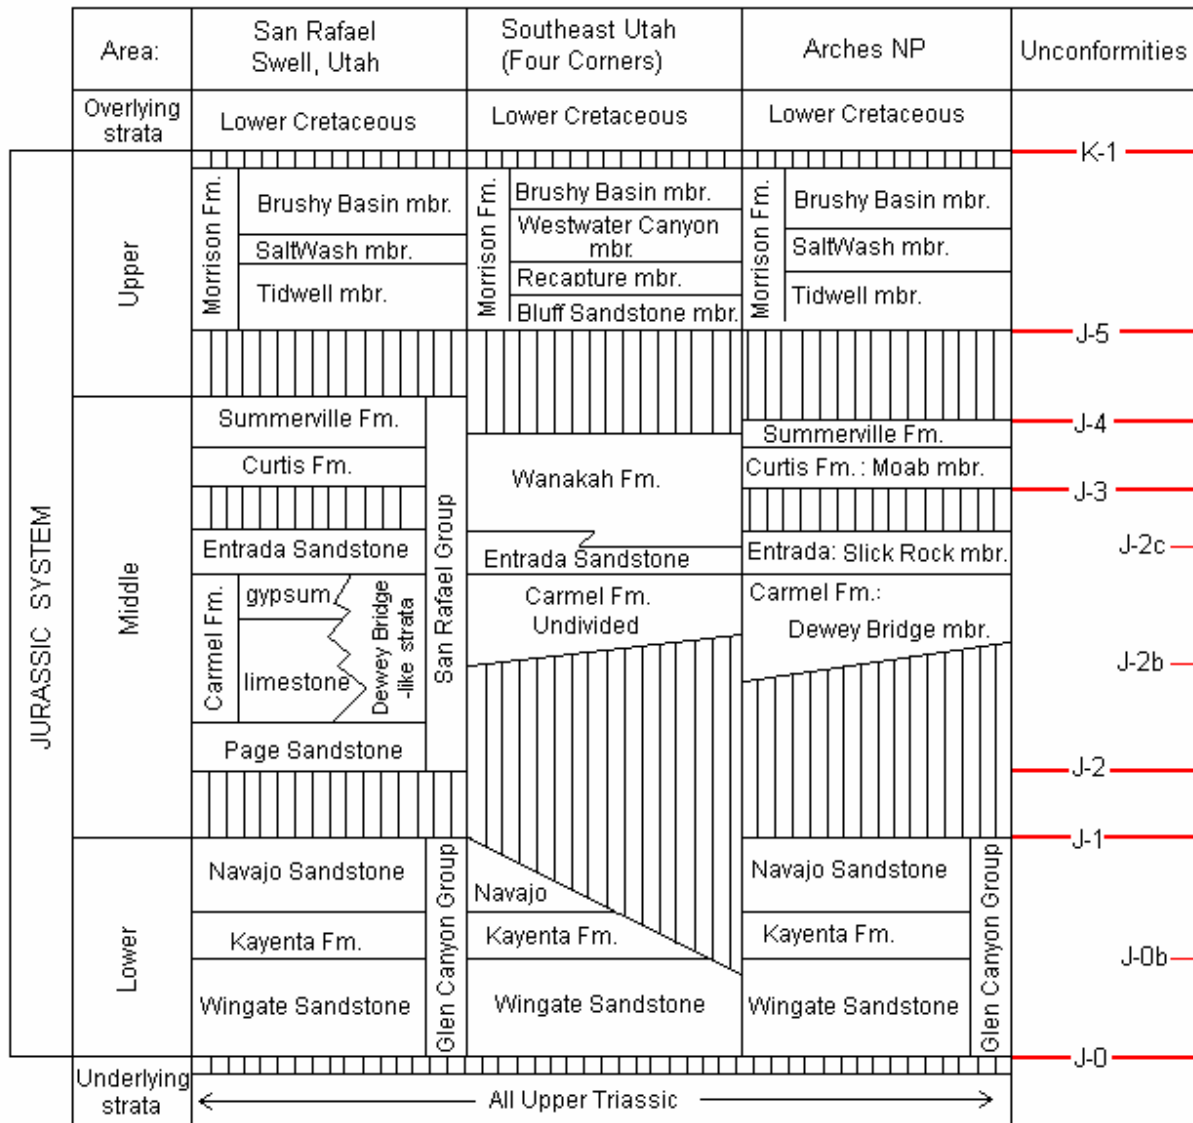 Area:
San Rafael
Swell, Utah
Southeast Utah
(Four Corners)
Arches NP
Unconformities
Overlying
strata
Lower Cretaceous
Lower Cretaceous
Lower Cretaceous
K-1
JURASSIC SYSTEM
Upper
Morrison Fm.
Brushy Basin mbr.
SaltWash mbr.
Tidwell mbr.
Morrison Fm.
Brushy Basin mbr.
Westwater Canyon
mbr.
Recapture mbr.
Bluff Sandstone mbr.
Morrison Fm.
Brushy Basin mbr.
SaltWash mbr.
Tidwell mbr.
J-5
Middle
Summerville Fm.
Curtis Fm.
Entrada Sandstone
Carmel Fm.
gypsum
limestone
Dewey Bridge
-like strata
Page Sandstone
San Rafael Group
Wanakah Fm.
Entrada Sandstone
Carmel Fm.
Undivided
Summerville Fm.
Curtis Fm.: Moab mbr.
Entrada: Slick Rock mbr.
Carmel Fm.:
Dewey Bridge mbr.
J-4
J-3
J-2c
J-2b
J-2
J-1
Lower
Navajo Sandstone
Kayenta Fm.
Wingate Sandstone
Glen Canyon Group
Navajo
Kayenta Fm.
Wingate Sandstone
Navajo Sandstone
Kayenta Fm.
Wingate Sandstone
Glen Canyon Group
J-0b
J-0
Underlying
strata
All Upper Triassic